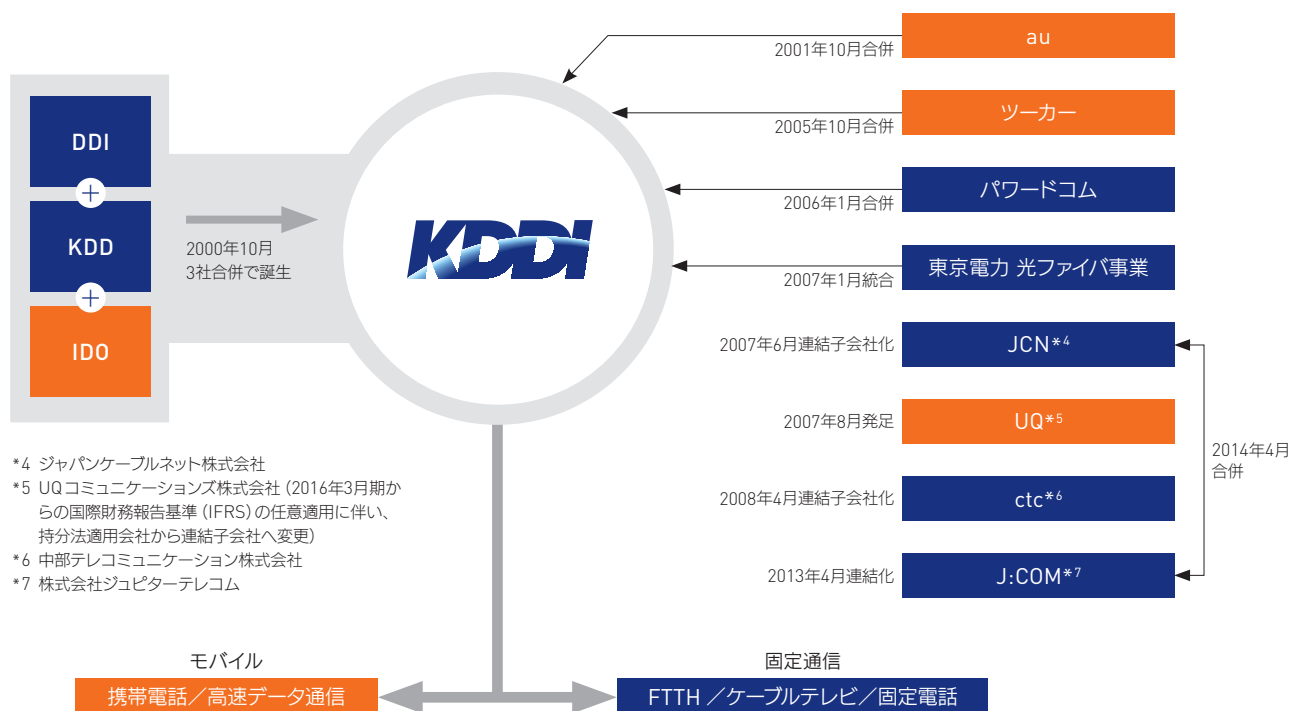 DDI
+
KDD
+
IDO
2000年10月
3社合併で誕生
KDDI
2001年10月合併
au
2005年10月合併
ツーカー
2006年1月合併
パワードコム
2007年1月統合
東京電力 光ファイバ事業
2007年6月連結子会社化
JCN*4
2007年8月発足
UQ*5
2008年4月連結子会社化
ctc*6
2013年4月連結化
J:COM*7
2014年4月
合併
*4 ジャパンケーブルネット株式会社
*5 UQコミュニケーションズ株式会社（2016年3月期か
らの国際財務報告基準（IFRS）の任意適用に伴い、
持分法適用会社から連結子会社へ変更）
*6 中部テレコミュニケーション株式会社
*7 株式会社ジュピターテレコム
モバイル
携帯電話／高速データ通信
固定通信
FTTH／ケーブルテレビ／固定電話